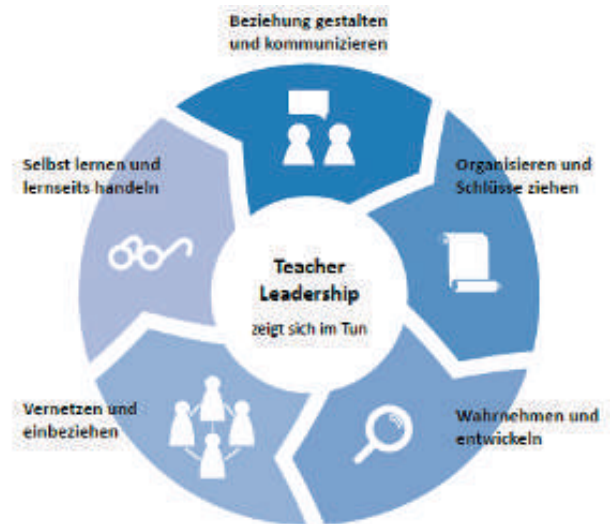 Beziehung gestalten
und kommunizieren
Selbst lernen und
lernseits handeln
Organisieren und
Schlüsse ziehen
Teacher
Leadership
zeigt sich im Tun
Vernetzen und
einbeziehen
Wahrnehmen und
entwickeln